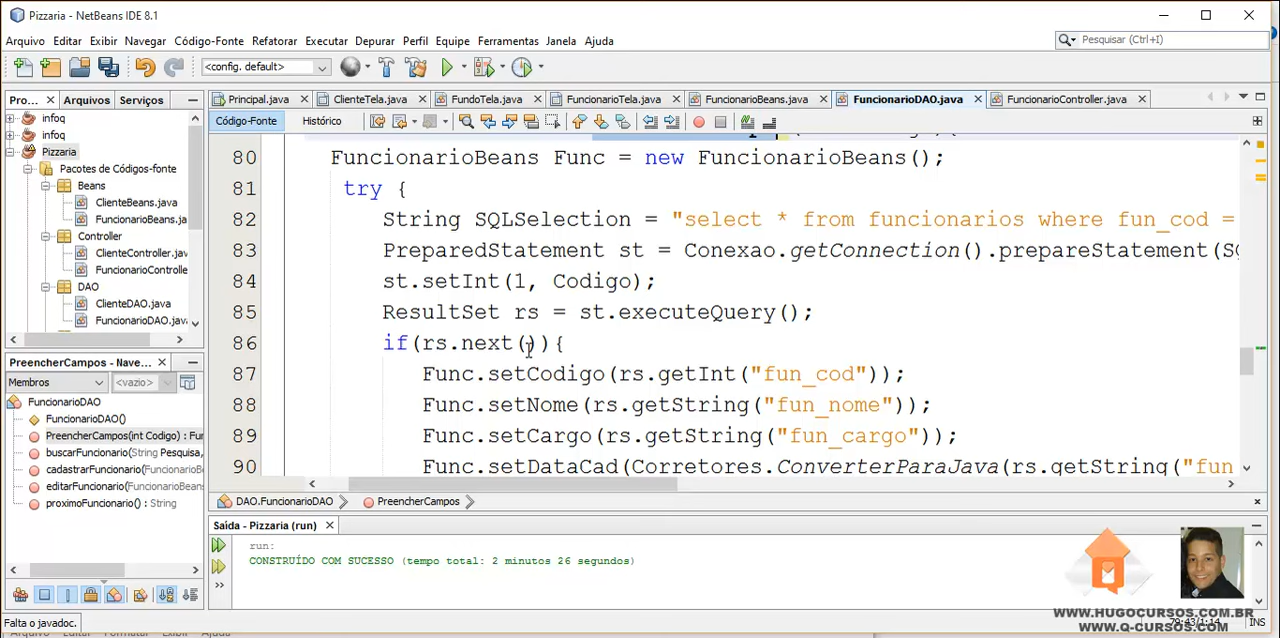 Pizzaria - NetBeans IDE 8.1
Arquivo Editar Exibir Navegar Código-Fonte Refatorar Executar Depurar Perfil Equipe Ferramentas Janela Ajuda
Pesquisar (Ctrl+I)
<config. default>
Pro... Arquivos Serviços
Principal.java ClienteTela.java FundoTela.java FuncionarioTela.java FuncionarioBeans.java FuncionarioDAO.java FuncionarioController.java
Código-Fonte Histórico
infoq
infoq
Pizzaria
Pacotes de Códigos-fonte
Beans
ClienteBeans.java
FuncionarioBeans.ja
Controller
ClienteController.jav
FuncionarioControlle
DAO
ClienteDAO.java
FuncionarioDAO.java
80 FuncionarioBeans Func = new FuncionarioBeans();
81 try {
82 String SQLSelection = "select * from funcionarios where fun_cod =
83 PreparedStatement st = Conexao.getConnection().prepareStatement(SQ
84 st.setInt(1, Codigo);
85 ResultSet rs = st.executeQuery();
86 if(rs.next()){
87 Func.setCodigo(rs.getInt("fun_cod"));
88 Func.setNome(rs.getString("fun_nome"));
89 Func.setCargo(rs.getString("fun_cargo"));
90 Func.setDataCad(Corretores.ConverterParaJava(rs.getString("fun
PreencherCampos - Nave...
Membros <vazio>
FuncionarioDAO
FuncionarioDAO()
PreencherCampos(int Codigo) : Fun
buscarFuncionario(String Pesquisa,
cadastrarFuncionario(Funcionario
editarFuncionario(FuncionarioBean
proximoFuncionario() : String
DAO.FuncionarioDAO PreencherCampos
Saída - Pizzaria (run)
run:
CONSTRUÍDO COM SUCESSO (tempo total: 2 minutos 26 segundos)
Falta o javadoc.
79:43/1:14 INS
WWW.HUGOCURSOS.COM.BR
WWW.Q-CURSOS.COM